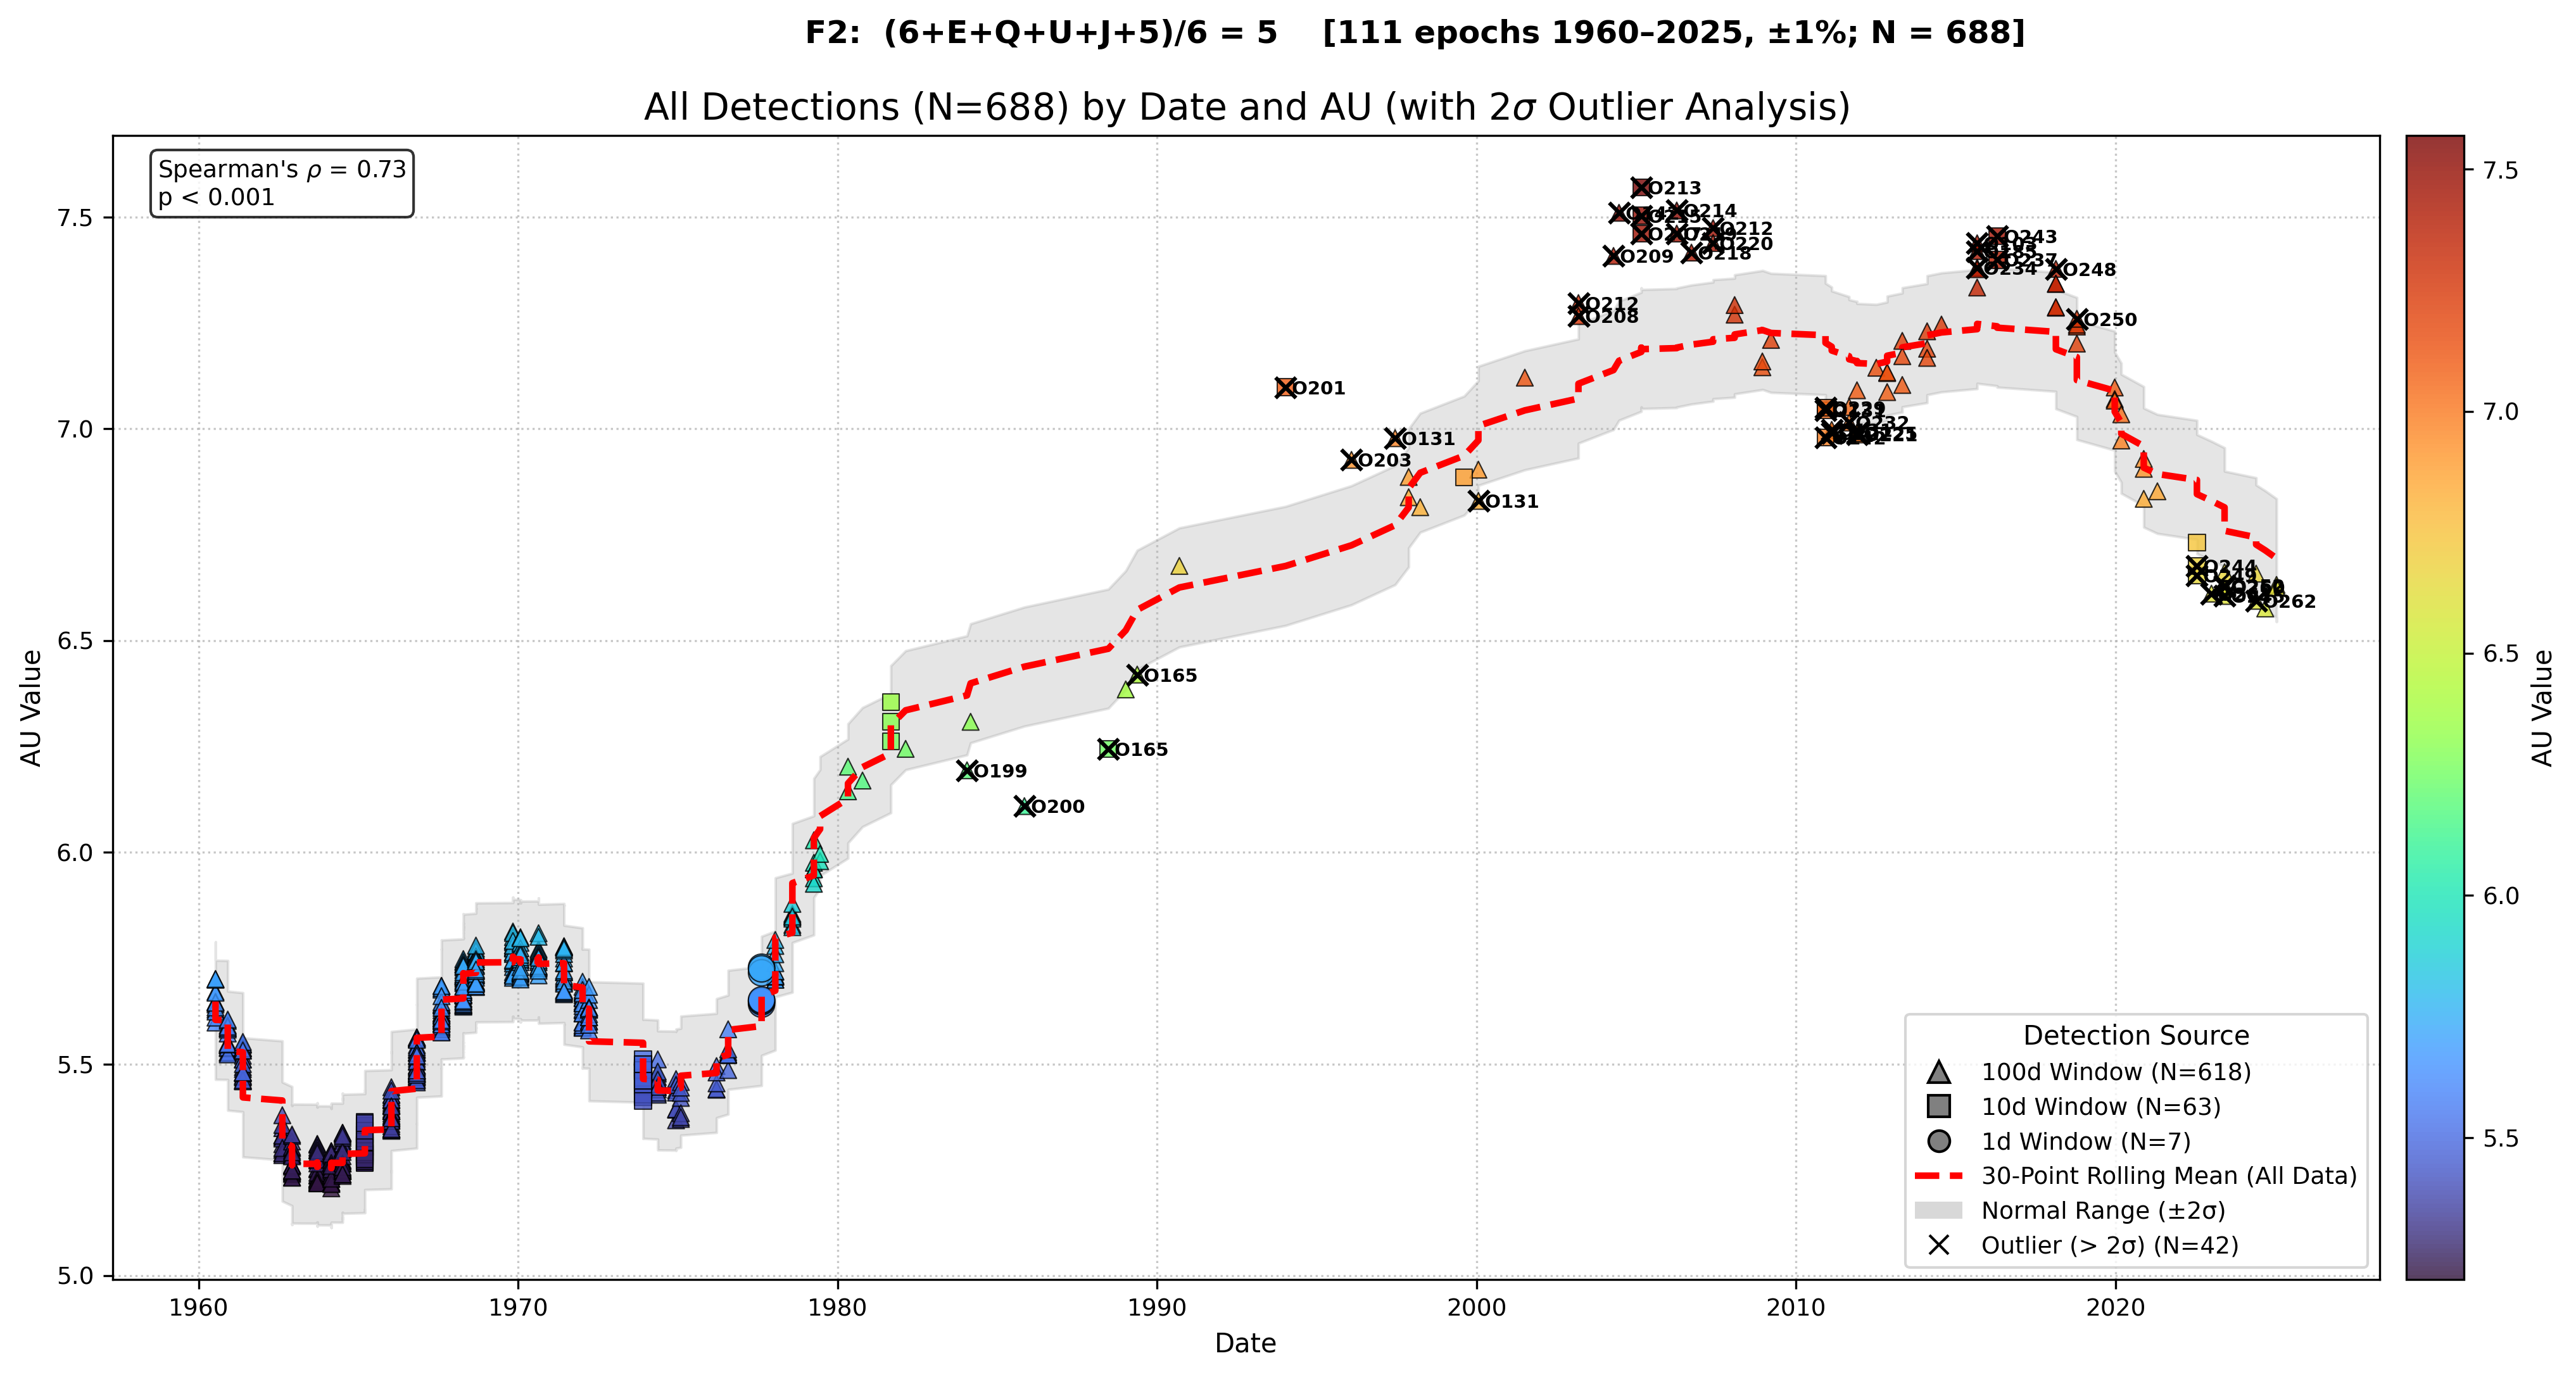 F2: (6+E+Q+U+J+5)/6 = 5 [111 epochs 1960–2025, ±1%; N = 688]
All Detections (N=688) by Date and AU (with 2σ Outlier Analysis)
Spearman's ρ = 0.73
p < 0.001
AU Value
7.5
7.0
6.5
6.0
5.5
5.0
O213
O214
O212
O209
O218
O220
O212
O208
O201
O131
O203
O131
O165
O165
O199
O200
O243
O237
O234
O248
O250
O232
O244
O262
1960
1970
1980
1990
2000
2010
2020
Date
Detection Source
100d Window (N=618)
10d Window (N=63)
1d Window (N=7)
30-Point Rolling Mean (All Data)
Normal Range (±2σ)
Outlier (> 2σ) (N=42)
7.5
7.0
6.5
6.0
5.5
AU Value